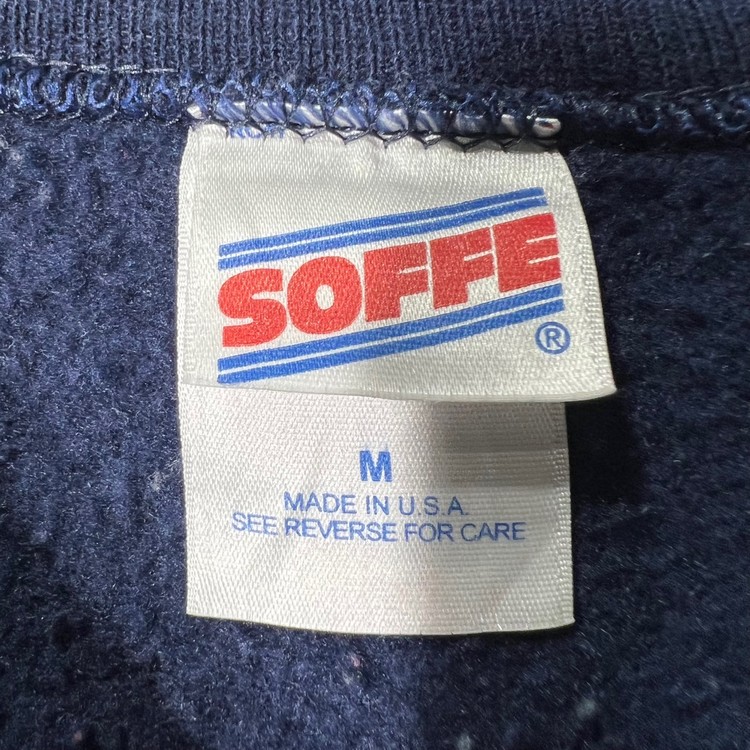 SOFFE
®
M
MADE IN U.S.A.
SEE REVERSE FOR CARE